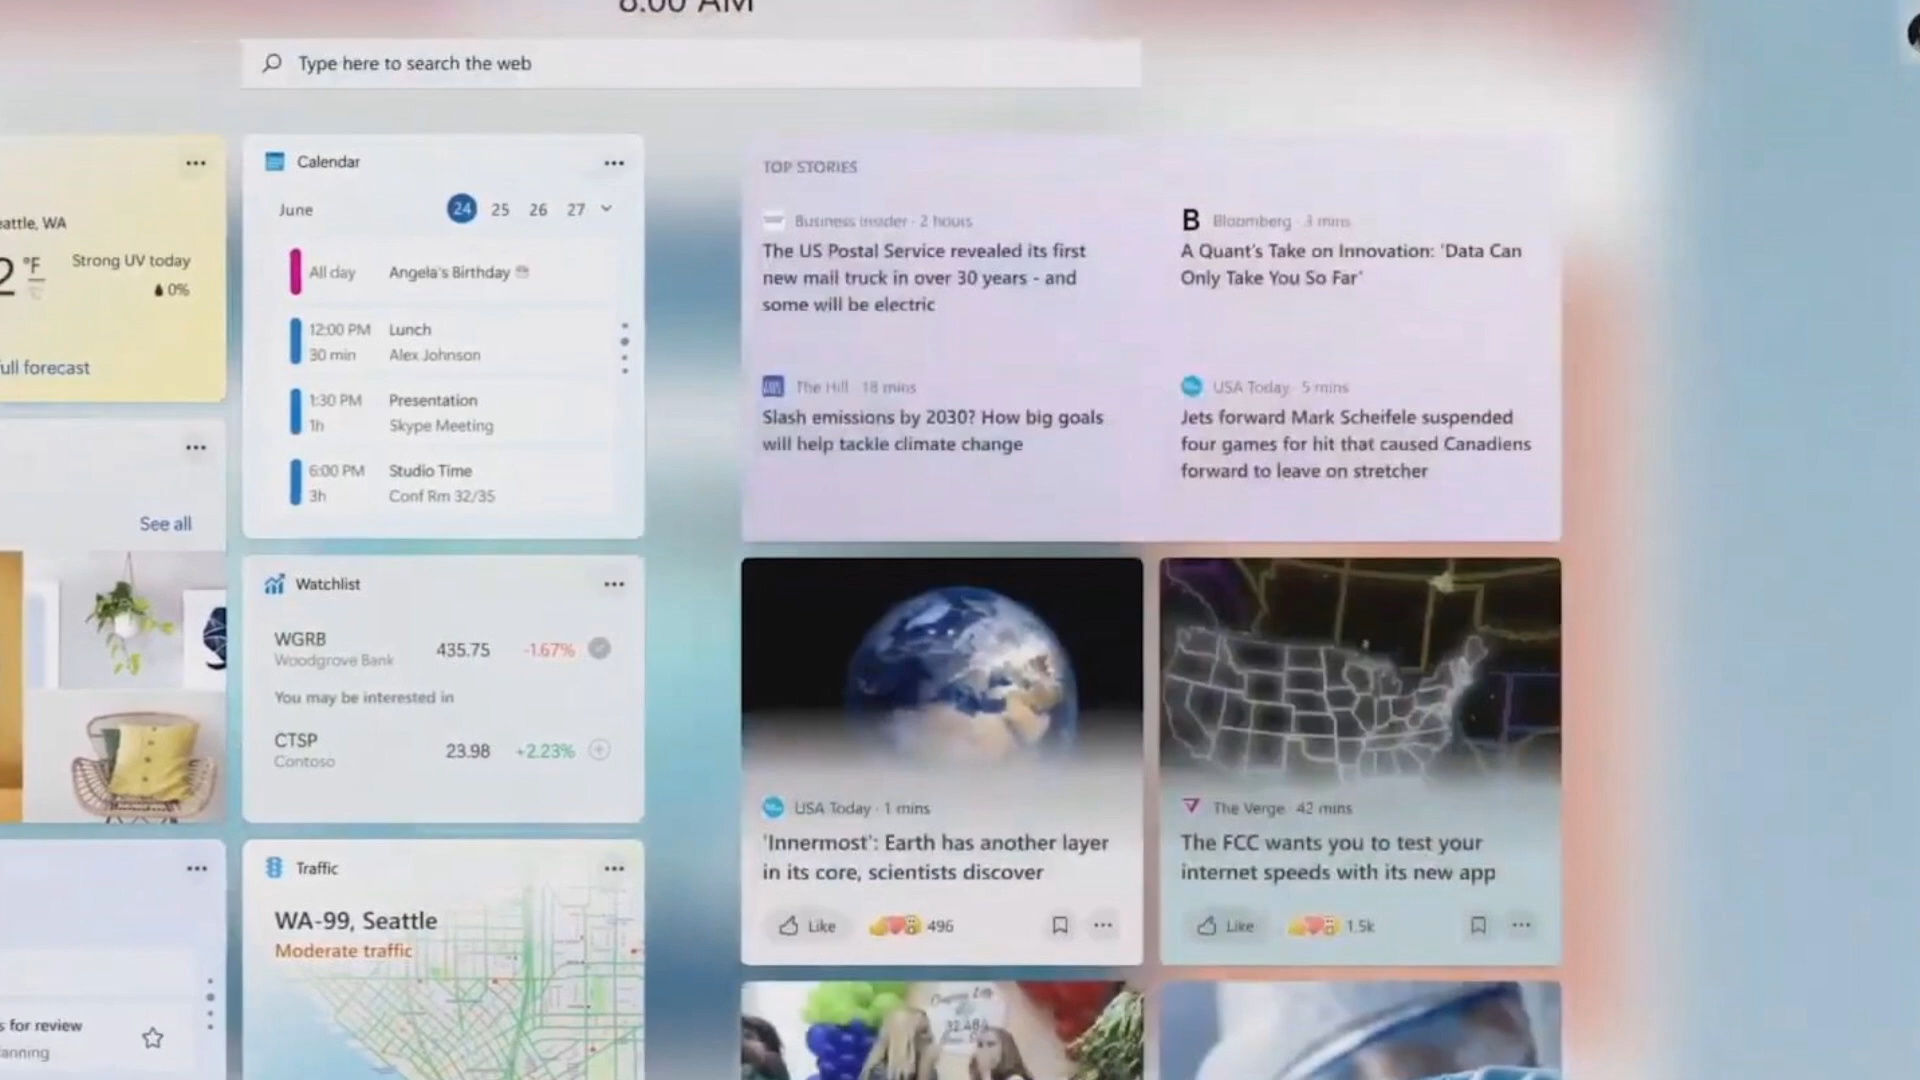 8:00 AM
Type here to search the web
Seattle, WA
°F
Strong UV today
0%
full forecast
See all
s for review
anning
Calendar
June
24 25 26 27
All day Angela's Birthday
12:00 PM Lunch
30 min Alex Johnson
1:30 PM Presentation
1h Skype Meeting
6:00 PM Studio Time
3h Conf Rm 32/35
Watchlist
WGRB 435.75 -1.67%
Woodgrove Bank
You may be interested in
CTSP 23.98 +2.23%
Contoso
Traffic
WA-99, Seattle
Moderate traffic
TOP STORIES
Business Insider · 2 hours
The US Postal Service revealed its first
new mail truck in over 30 years - and
some will be electric
B Bloomberg · 3 mins
A Quant's Take on Innovation: 'Data Can
Only Take You So Far'
The Hill · 18 mins
Slash emissions by 2030? How big goals
will help tackle climate change
USA Today · 5 mins
Jets forward Mark Scheifele suspended
four games for hit that caused Canadiens
forward to leave on stretcher
USA Today · 1 mins
'Innermost': Earth has another layer
in its core, scientists discover
Like 496
The Verge · 42 mins
The FCC wants you to test your
internet speeds with its new app
Like 1.5k